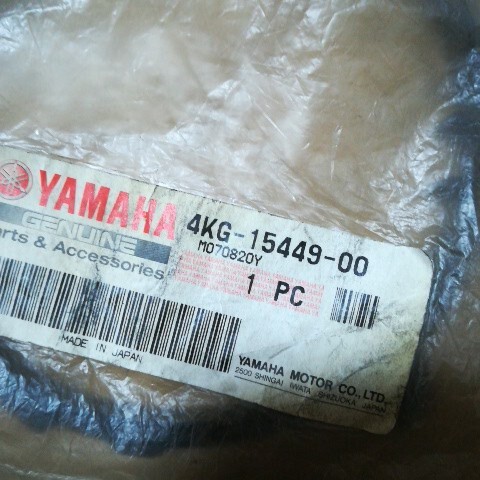 YAMAHA
GENUINE
Parts & Accessories
4KG-15449-00
M070820Y
1 PC
MADE IN JAPAN
YAMAHA MOTOR CO., LTD.
2500 SHINGAI IWATA SHIZUOKA JAPAN